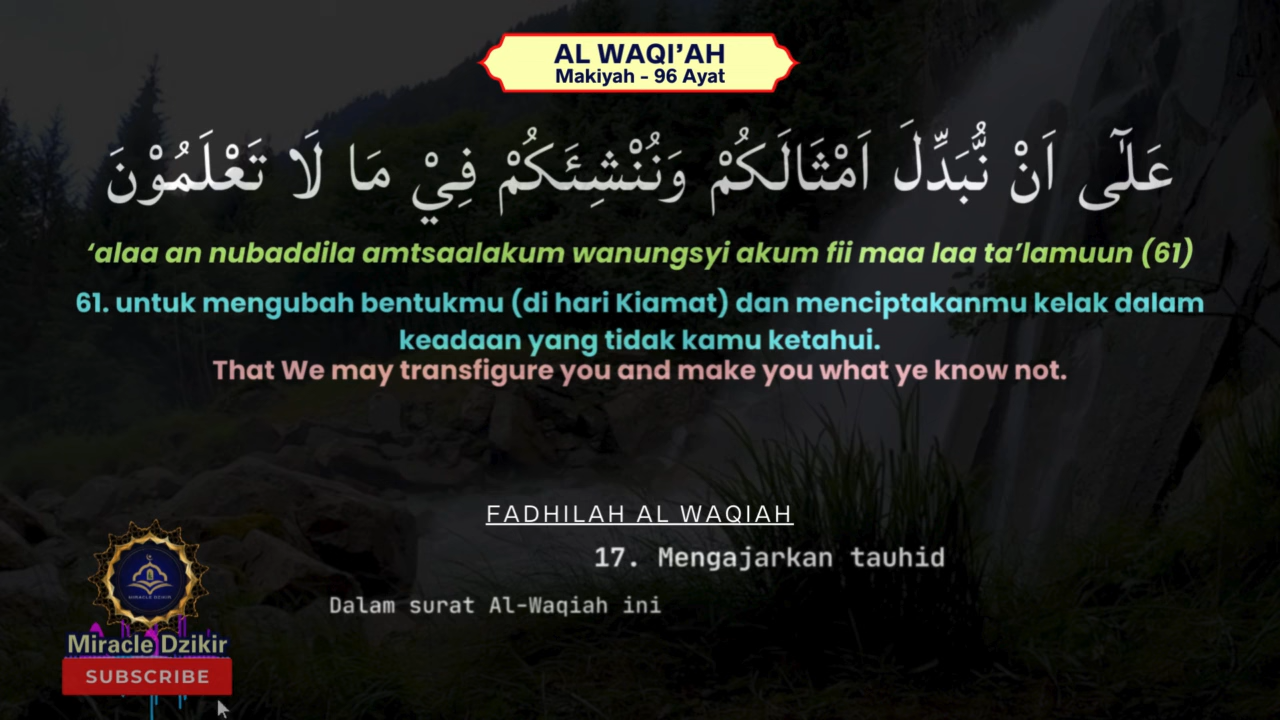 AL WAQI’AH
Makiyah - 96 Ayat
عَلٰٓى اَنْ نُّبَدِّلَ اَمْثَالَكُمْ وَنُنْشِئَكُمْ فِيْ مَا لَا تَعْلَمُوْنَ
‘alaa an nubaddila amtsaalakum wanungsyi akum fii maa laa ta’lamuun (61)
61. untuk mengubah bentukmu (di hari Kiamat) dan menciptakanmu kelak dalam
keadaan yang tidak kamu ketahui.
That We may transfigure you and make you what ye know not.
FADHILAH AL WAQIAH
17. Mengajarkan tauhid
Dalam surat Al-Waqiah ini
MIRACLE DZIKIR
Miracle Dzikir
SUBSCRIBE